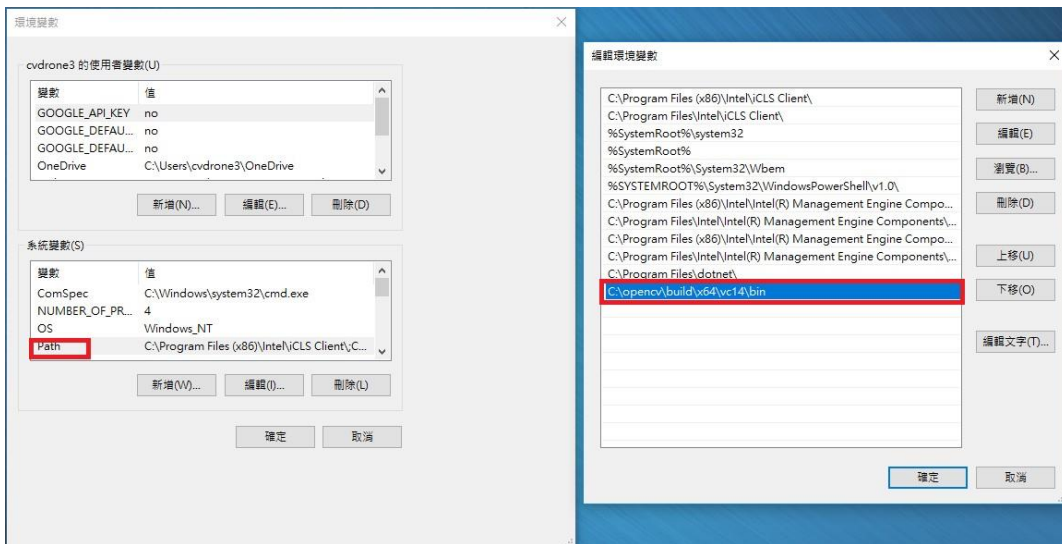 環境變數
cvdrone3 的使用者變數(U)
變數 值
GOOGLE_API_KEY no
GOOGLE_DEFAU... no
GOOGLE_DEFAU... no
OneDrive C:\Users\cvdrone3\OneDrive
新增(N)... 編輯(E)... 刪除(D)
系統變數(S)
變數 值
ComSpec C:\Windows\system32\cmd.exe
NUMBER_OF_PR... 4
OS Windows_NT
Path C:\Program Files (x86)\Intel\iCLS Client\;C...
新增(W)... 編輯(I)... 刪除(L)
確定 取消
編輯環境變數
C:\Program Files (x86)\Intel\iCLS Client\
C:\Program Files\Intel\iCLS Client\
%SystemRoot%\system32
%SystemRoot%
%SystemRoot%\System32\Wbem
%SYSTEMROOT%\System32\WindowsPowerShell\v1.0\
C:\Program Files (x86)\Intel\Intel(R) Management Engine Compo...
C:\Program Files\Intel\Intel(R) Management Engine Components\...
C:\Program Files (x86)\Intel\Intel(R) Management Engine Compo...
C:\Program Files\Intel\Intel(R) Management Engine Components\...
C:\Program Files\dotnet\
C:\opencv\build\x64\vc14\bin
新增(N)
編輯(E)
瀏覽(B)...
刪除(D)
上移(U)
下移(O)
編輯文字(T)...
確定 取消